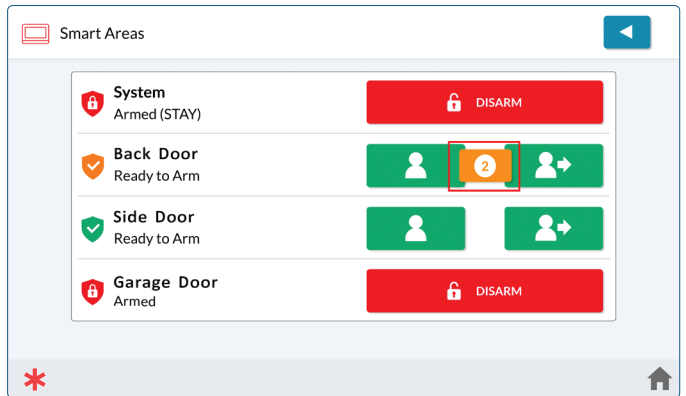 Smart Areas
System
Armed (STAY)
DISARM
Back Door
Ready to Arm
2
Side Door
Ready to Arm
Garage Door
Armed
DISARM